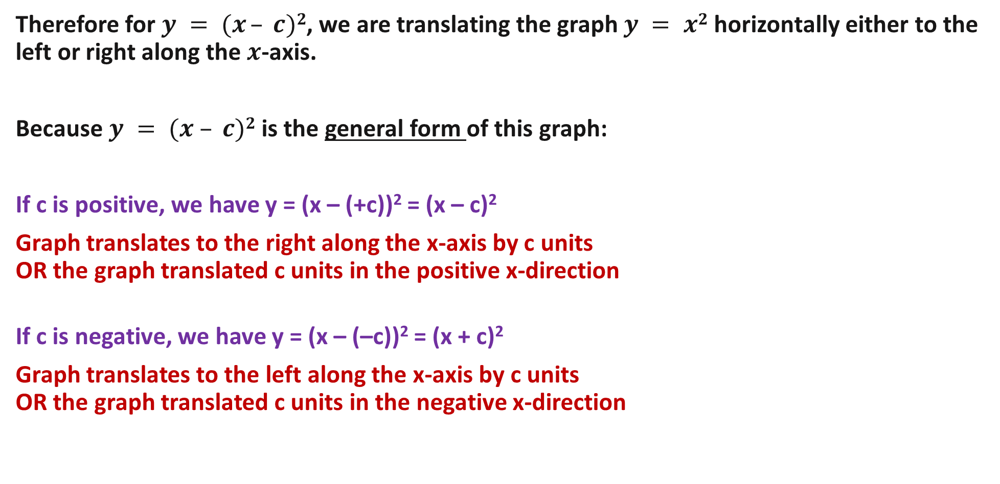 Therefore for y = (x – c)², we are translating the graph y = x² horizontally either to the
left or right along the x-axis.
Because y = (x – c)² is the general form of this graph:
If c is positive, we have y = (x – (+c))² = (x – c)²
Graph translates to the right along the x-axis by c units
OR the graph translated c units in the positive x-direction
If c is negative, we have y = (x – (–c))² = (x + c)²
Graph translates to the left along the x-axis by c units
OR the graph translated c units in the negative x-direction